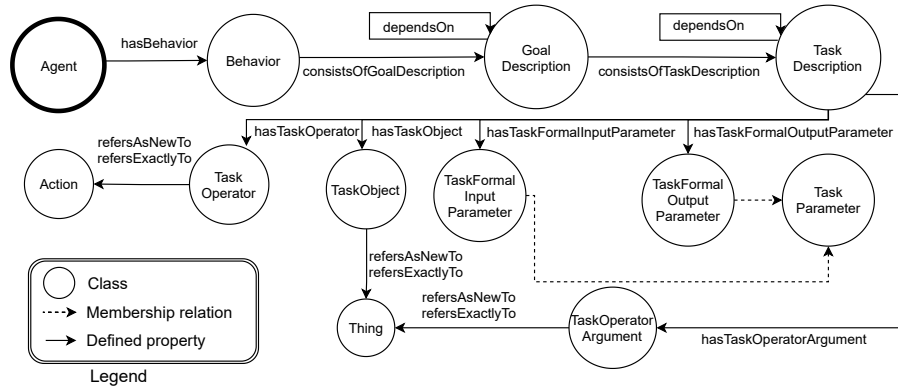 dependsOn
dependsOn
hasBehavior
Agent
Behavior
Goal
Description
Task
Description
consistsOfGoalDescription
consistsOfTaskDescription
hasTaskOperator
hasTaskObject
hasTaskFormalInputParameter
hasTaskFormalOutputParameter
refersAsNewTo
refersExactlyTo
Action
Task
Operator
TaskObject
TaskFormal
Input
Parameter
TaskFormal
Output
Parameter
Task
Parameter
refersAsNewTo
refersExactlyTo
Class
Membership relation
Defined property
Legend
Thing
refersAsNewTo
refersExactlyTo
TaskOperator
Argument
hasTaskOperatorArgument